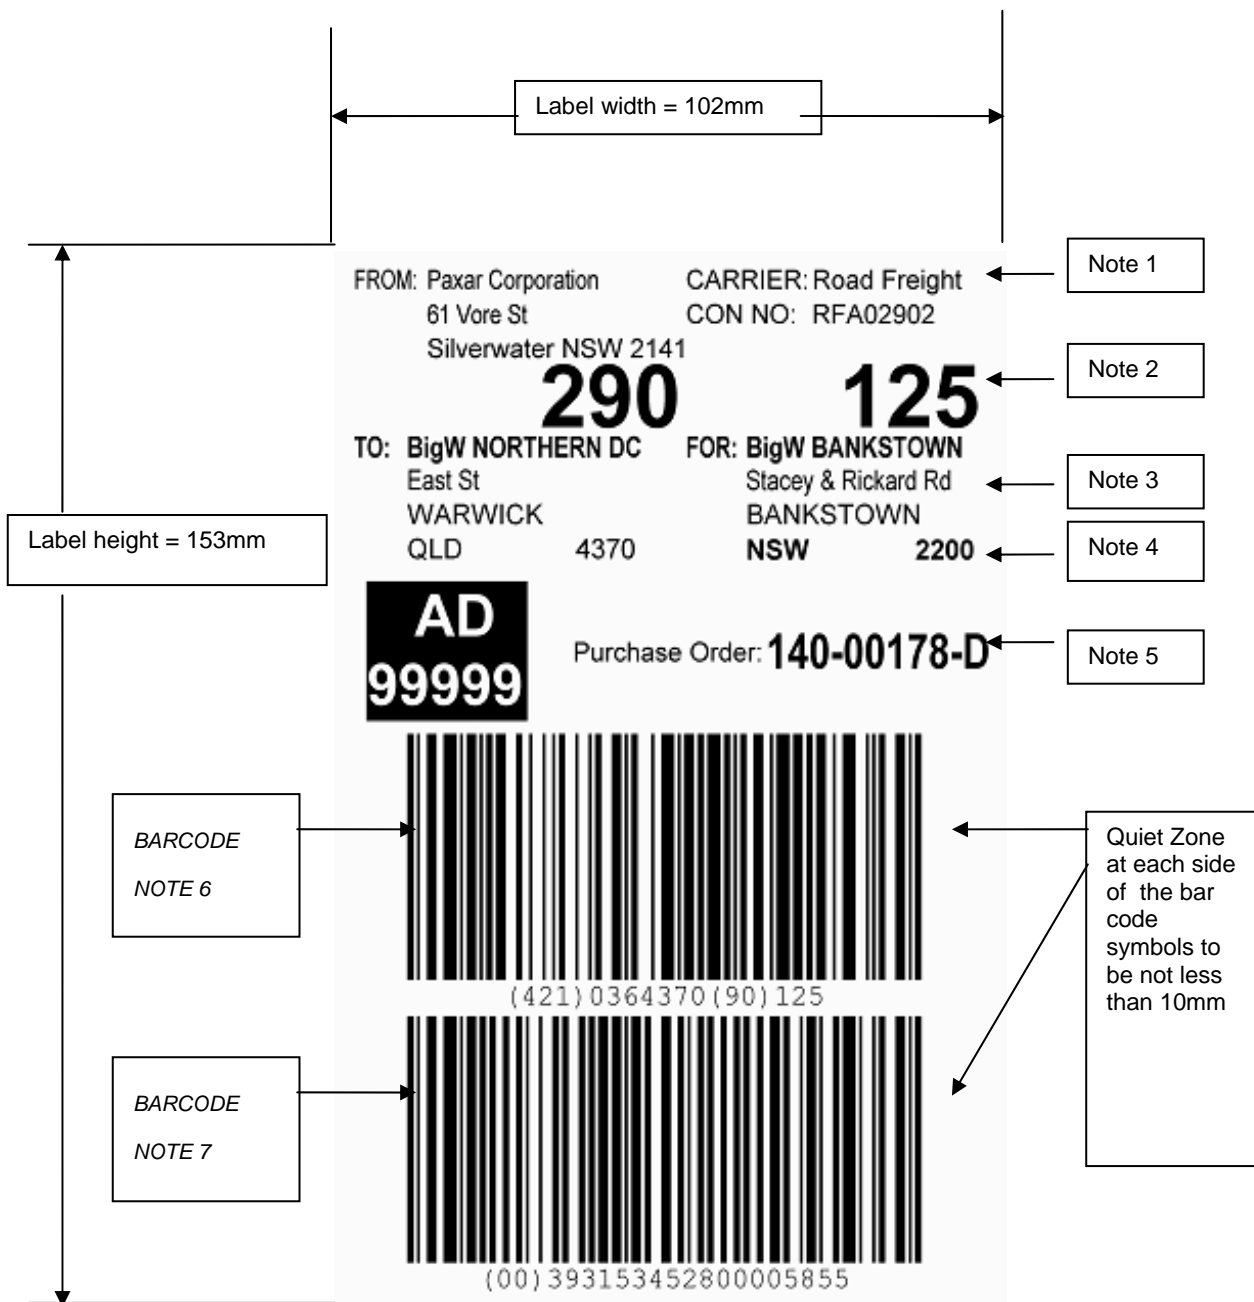 Label width = 102mm
FROM: Paxar Corporation
61 Vore St
Silverwater NSW 2141
CARRIER: Road Freight
CON NO: RFA02902
Note 1
290
125
Note 2
TO: BigW NORTHERN DC
East St
WARWICK
QLD 4370
FOR: BigW BANKSTOWN
Stacey & Rickard Rd
BANKSTOWN
NSW 2200
Note 3
Note 4
Label height = 153mm
AD
99999
Purchase Order: 140-00178-D
Note 5
BARCODE
NOTE 6
(421)0364370(90)125
Quiet Zone
at each side
of the bar
code
symbols to
be not less
than 10mm
BARCODE
NOTE 7
(00)393153452800005855